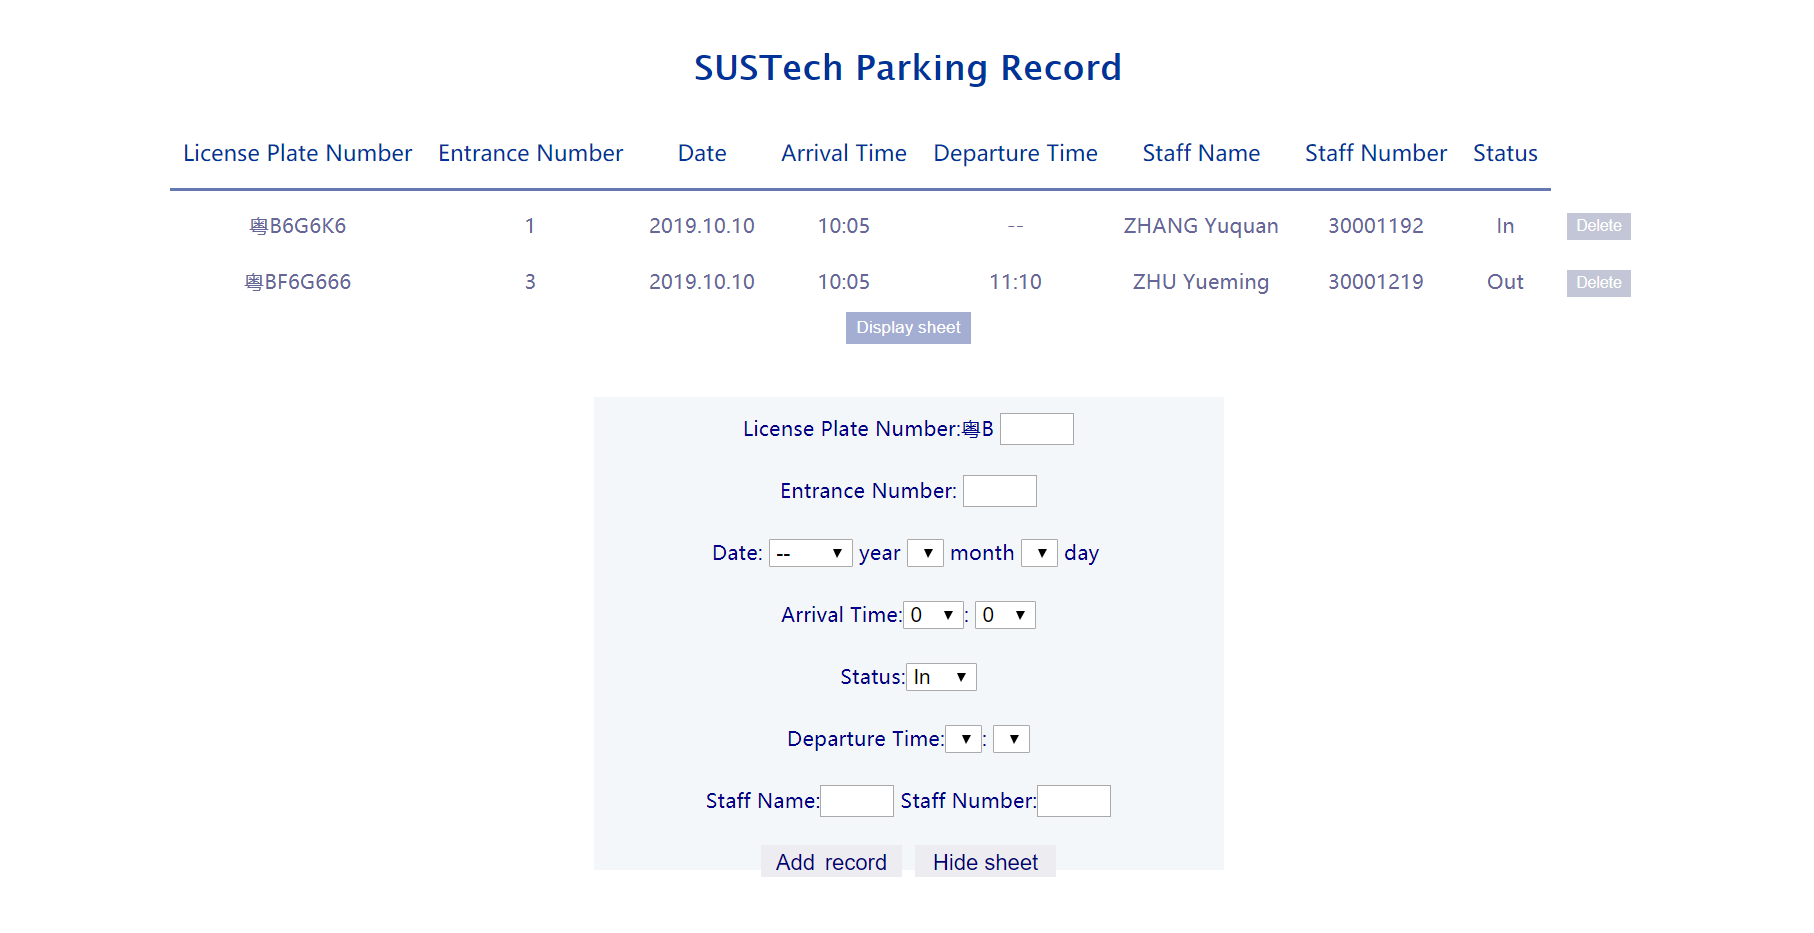 SUSTech Parking Record
License Plate Number Entrance Number Date Arrival Time Departure Time Staff Name Staff Number Status
粤B6G6K6 1 2019.10.10 10:05 -- ZHANG Yuquan 30001192 In Delete
粤BF6G666 3 2019.10.10 10:05 11:10 ZHU Yueming 30001219 Out Delete
Display sheet
License Plate Number:粤B
Entrance Number:
Date: -- year month day
Arrival Time:0 : 0
Status:In
Departure Time: :
Staff Name: Staff Number:
Add record Hide sheet